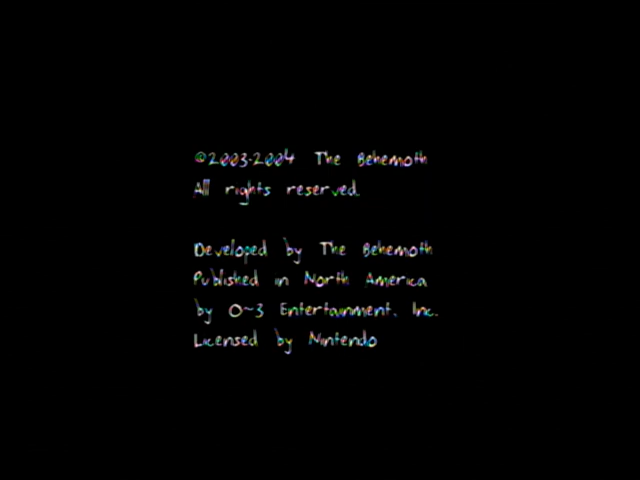 ©2003-2004 The Behemoth
All rights reserved.
Developed by The Behemoth
Published in North America
by O~3 Entertainment, Inc.
Licensed by Nintendo